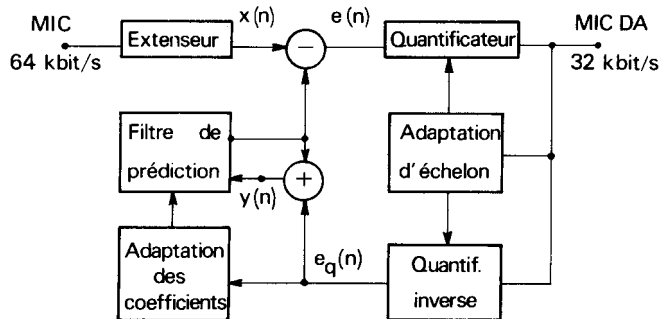 MIC
64 kbit/s
Extenseur
x(n)
−
e(n)
Quantificateur
MIC DA
32 kbit/s
Filtre de
prédiction
y(n)
+
Adaptation
d'échelon
Adaptation
des
coefficients
eq(n)
Quantif.
inverse